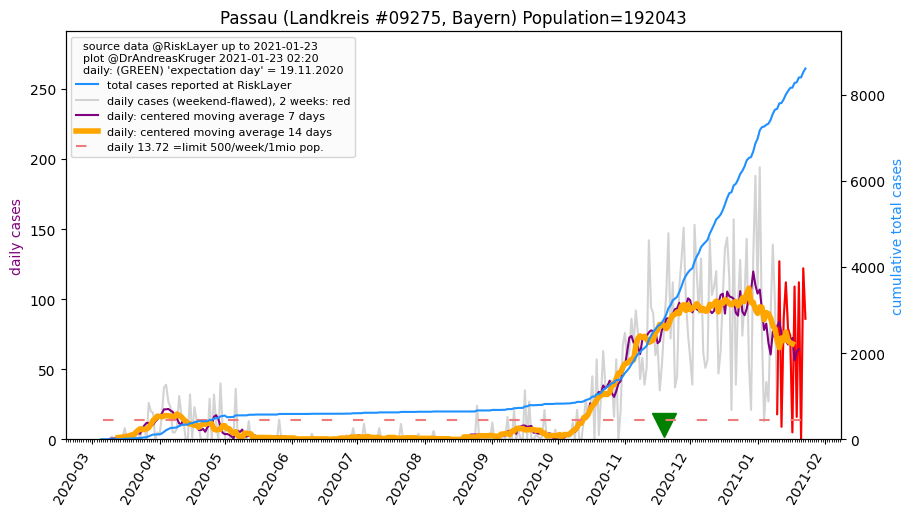 Passau (Landkreis #09275, Bayern) Population=192043
source data @RiskLayer up to 2021-01-23
plot @DrAndreasKruger 2021-01-23 02:20
daily: (GREEN) 'expectation day' = 19.11.2020
total cases reported at RiskLayer
daily cases (weekend-flawed), 2 weeks: red
daily: centered moving average 7 days
daily: centered moving average 14 days
daily 13.72 =limit 500/week/1mio pop.
daily cases
250
200
150
100
50
0
cumulative total cases
8000
6000
4000
2000
0
2020-03
2020-04
2020-05
2020-06
2020-07
2020-08
2020-09
2020-10
2020-11
2020-12
2021-01
2021-02